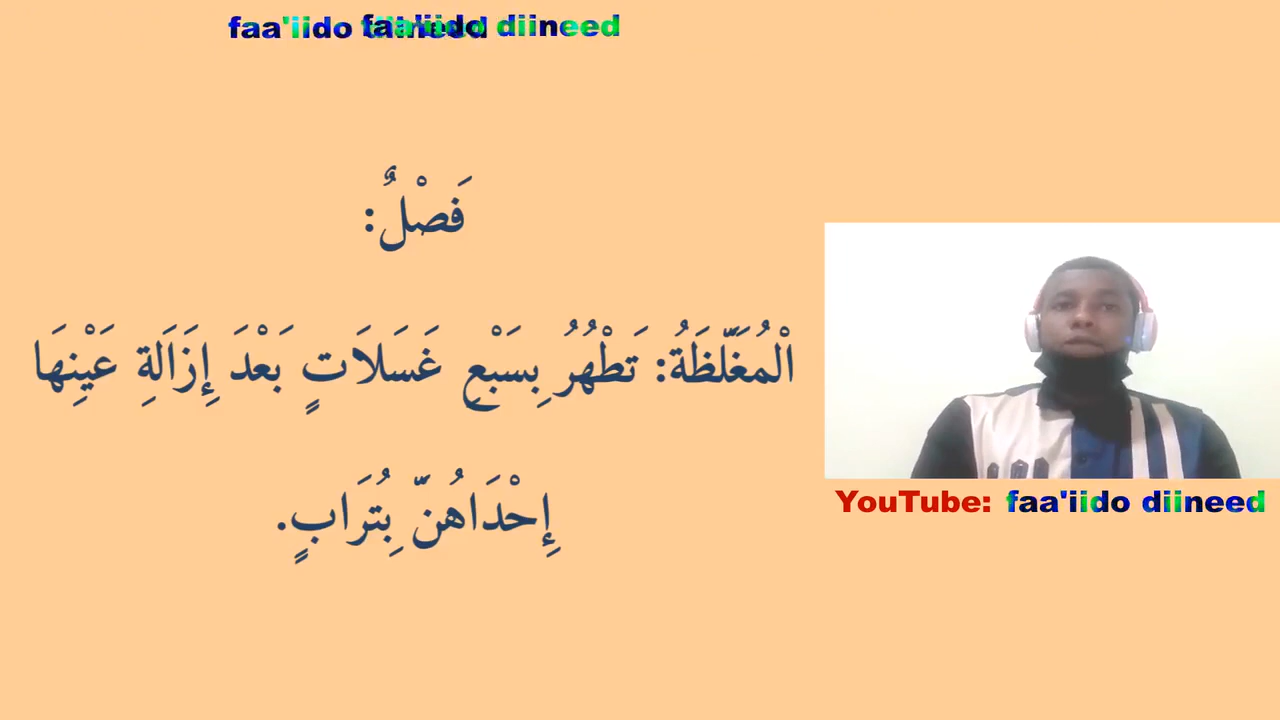 faa'iido diineed
فَصْلٌ:
الْمُغَلَّظَةُ: تَطْهُرُ بِسَبْعِ غَسَلَاتٍ بَعْدَ إِزَالَةِ عَيْنِهَا
إِحْدَاهُنَّ بِتُرَابٍ.
YouTube: faa'iido diineed